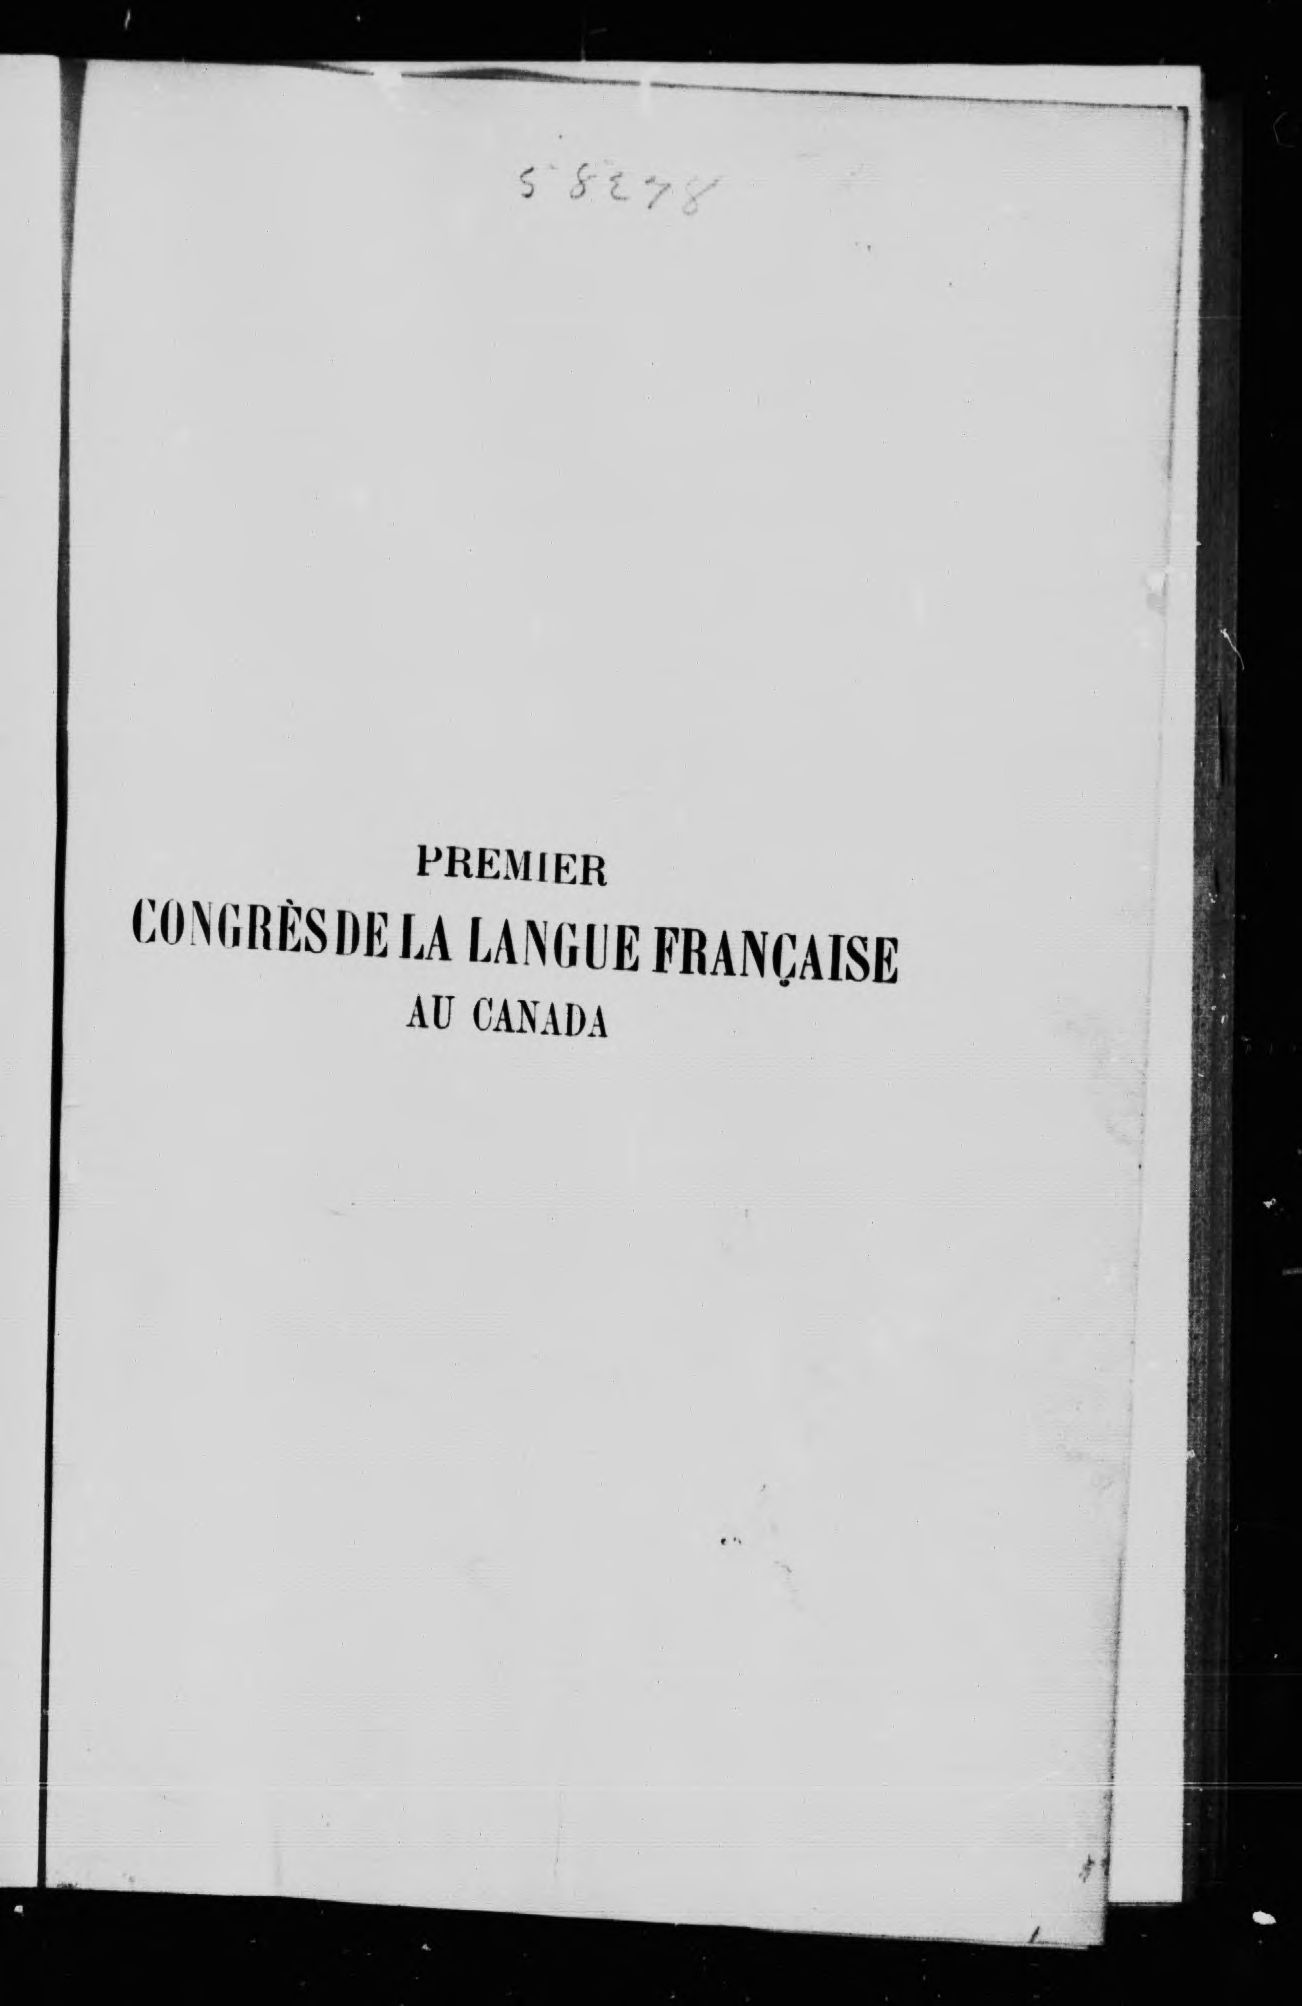 58278
PREMIER
CONGRÈS DE LA LANGUE FRANÇAISE
AU CANADA